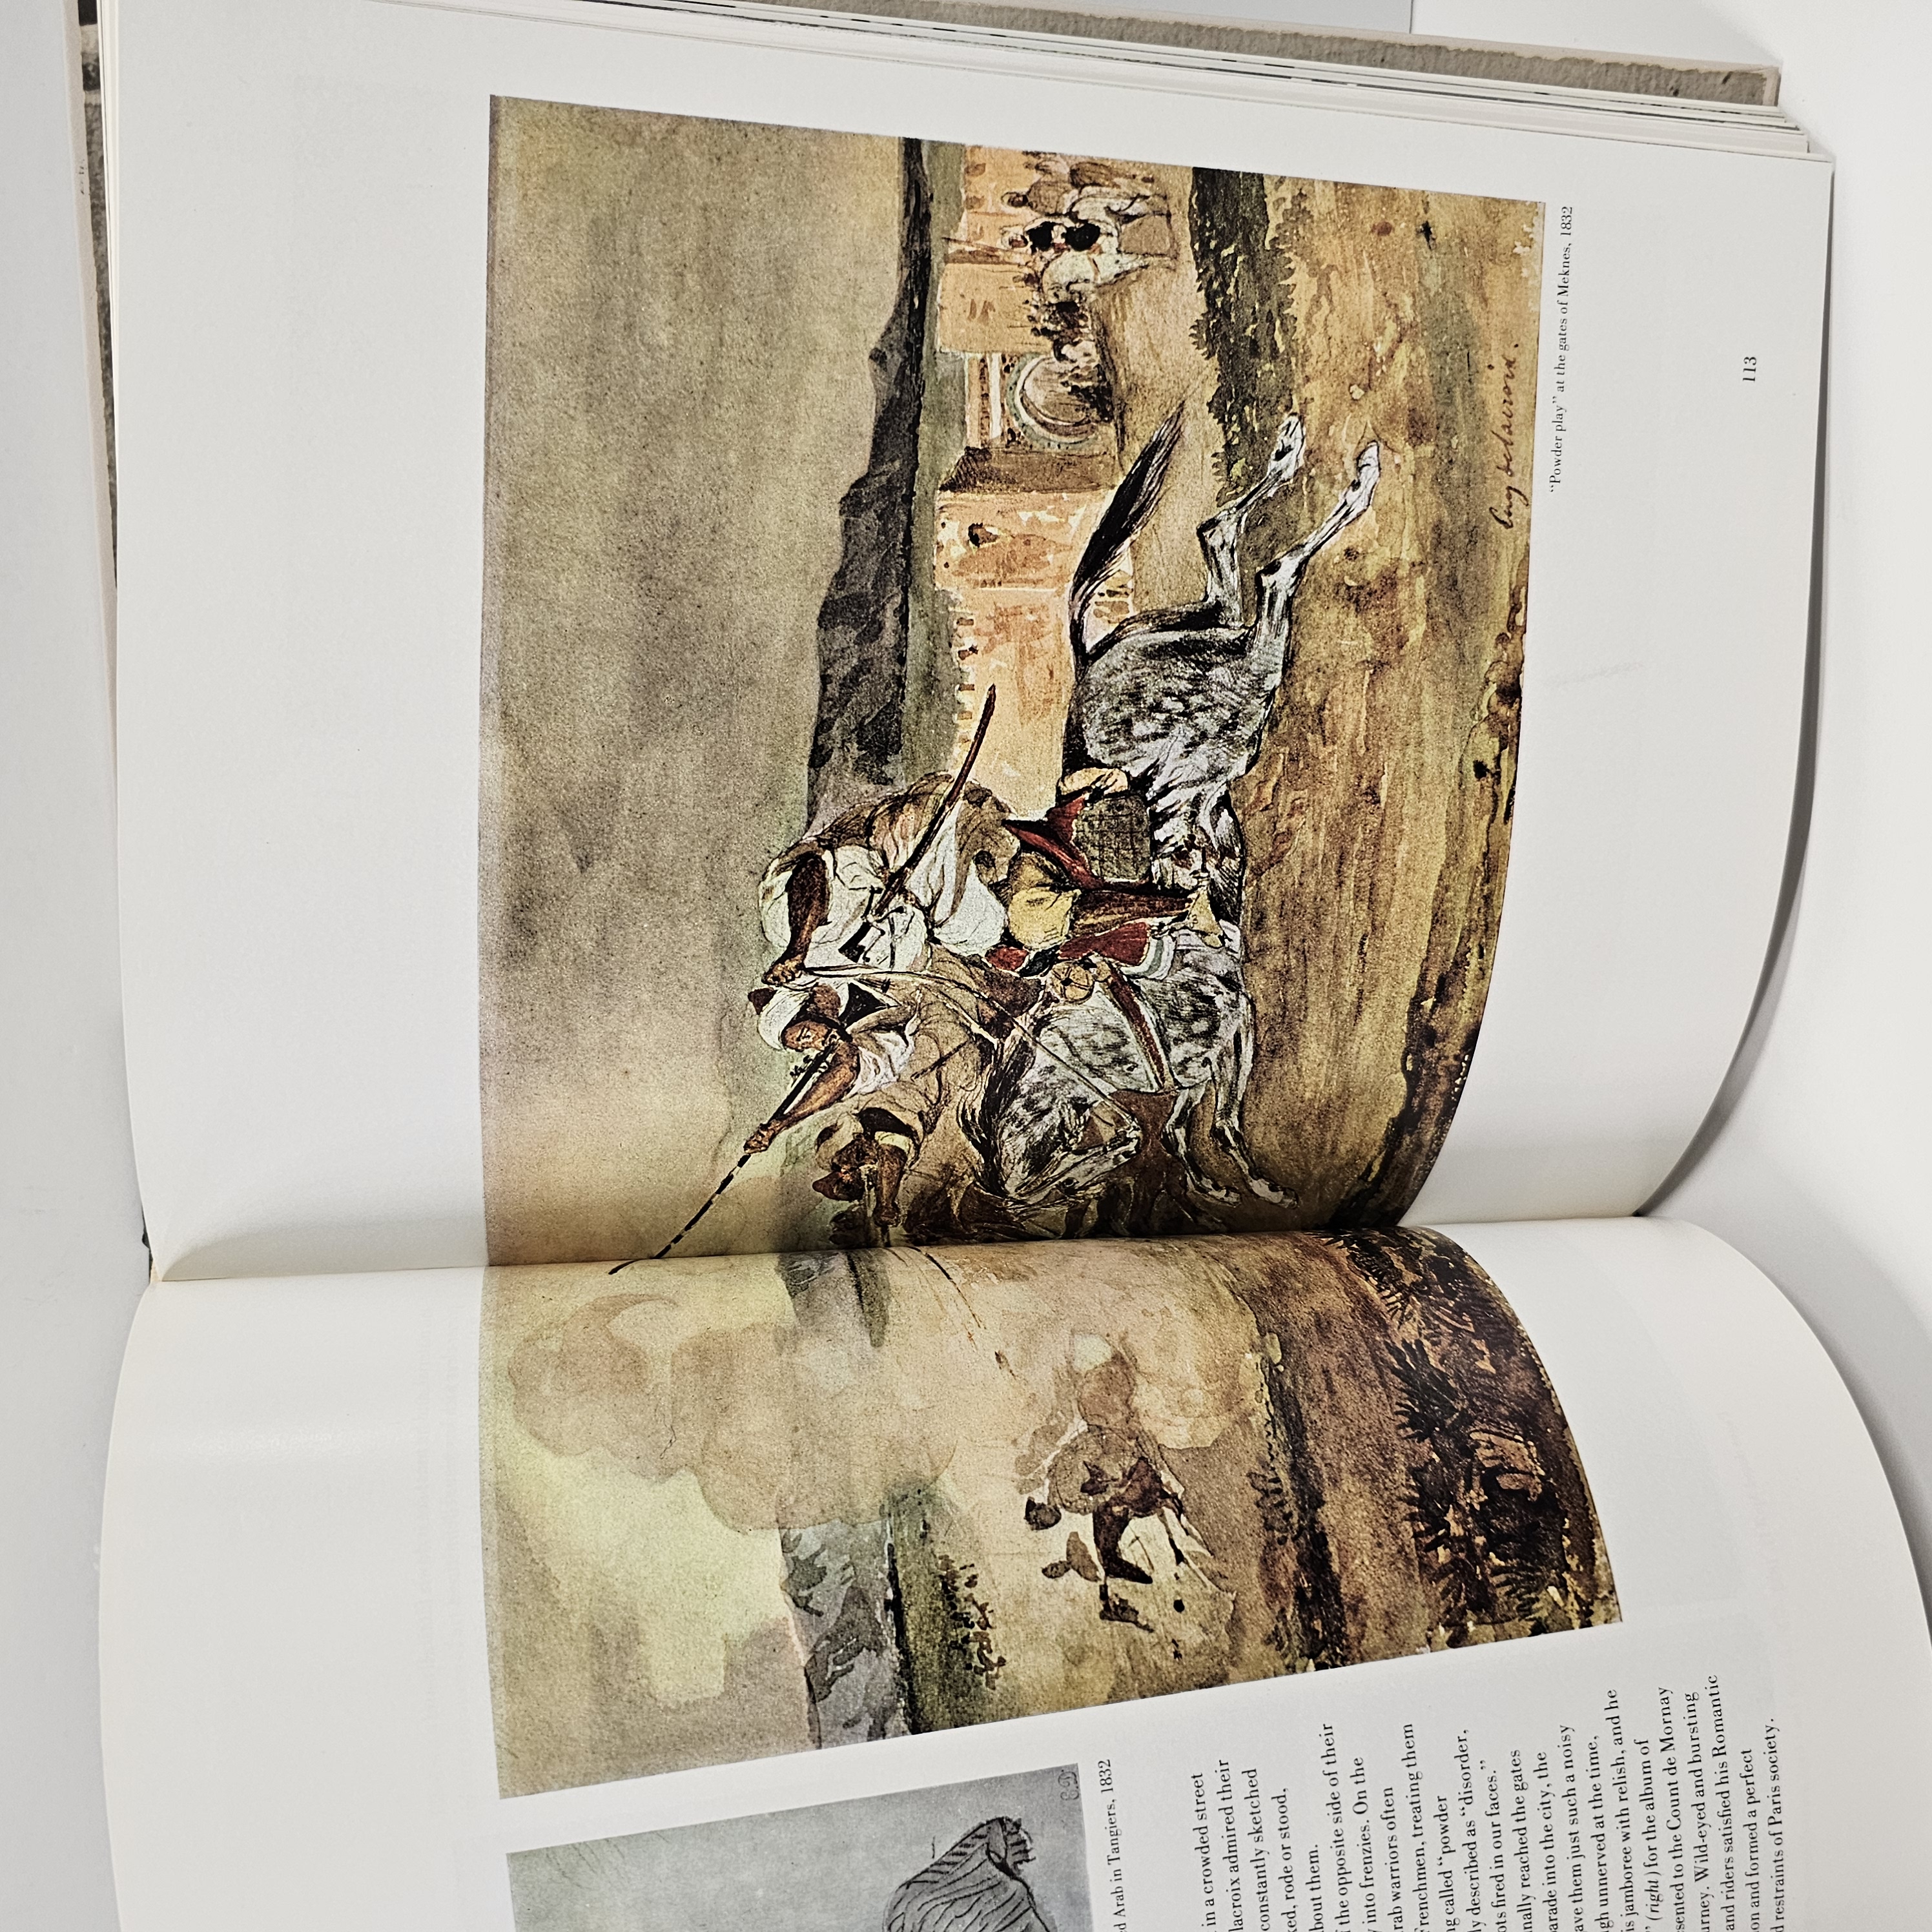 E.D
Arab in Tangiers, 1832
in a crowded street
lacroix admired their
constantly sketched
ked, rode or stood,
about them.
the opposite side of their
into frenzies. On the
rab warriors often
Frenchmen, treating them
ng called “powder
ly described as “disorder,
ots fired in our faces.”
nally reached the gates
arade into the city, the
ave them just such a noisy
gh unnerved at the time,
is jamboree with relish, and he
” (right) for the album of
sented to the Count de Mornay
urney. Wild-eyed and bursting
and riders satisfied his Romantic
on and formed a perfect
d restraints of Paris society.
Eug Delacroix.
“Powder play” at the gates of Meknes, 1832
113